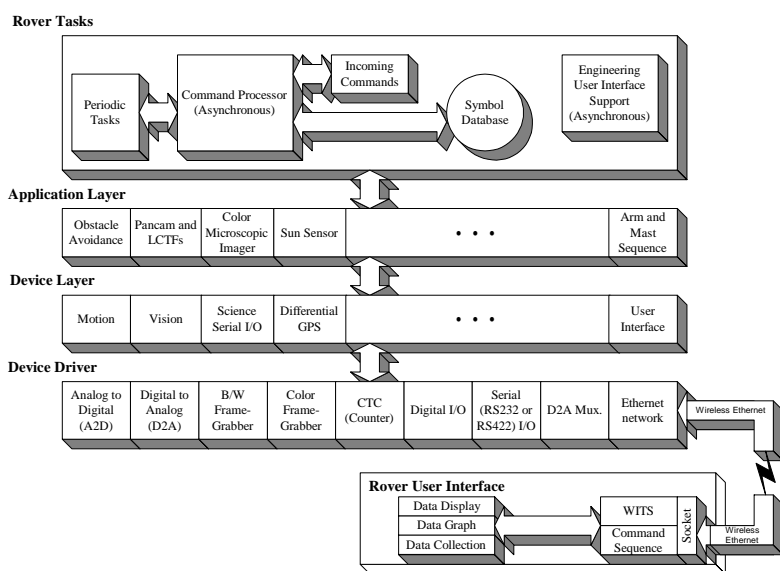 Rover Tasks
Periodic
Tasks
Command Processor
(Asynchronous)
Incoming
Commands
Symbol
Database
Engineering
User Interface
Support
(Asynchronous)
Application Layer
Obstacle
Avoidance
Pancam and
LCTFs
Color
Microscopic
Imager
Sun Sensor
• • •
Arm and
Mast
Sequence
Device Layer
Motion
Vision
Science
Serial I/O
Differential
GPS
• • •
User
Interface
Device Driver
Analog to
Digital
(A2D)
Digital to
Analog
(D2A)
B/W
Frame-
Grabber
Color
Frame-
Grabber
CTC
(Counter)
Digital I/O
Serial
(RS232 or
RS422) I/O
D2A Mux.
Ethernet
network
Wireless Ethernet
Rover User Interface
Data Display
Data Graph
Data Collection
WITS
Command
Sequence
Socket
Wireless
Ethernet